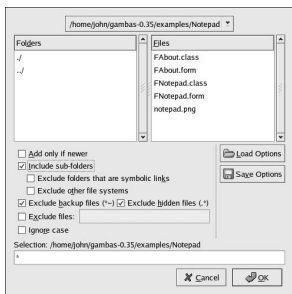 /home/john/gambas-0.35/examples/Notepad
Folders
Files
./
../
FAbout.class
FAbout.form
FNotepad.class
FNotepad.form
notepad.png
Add only if newer
Include sub-folders
Exclude folders that are symbolic links
Exclude other file systems
Exclude backup files (*~) Exclude hidden files (.*)
Exclude files:
Ignore case
Load Options
Save Options
Selection: /home/john/gambas-0.35/examples/Notepad
*
Cancel
OK